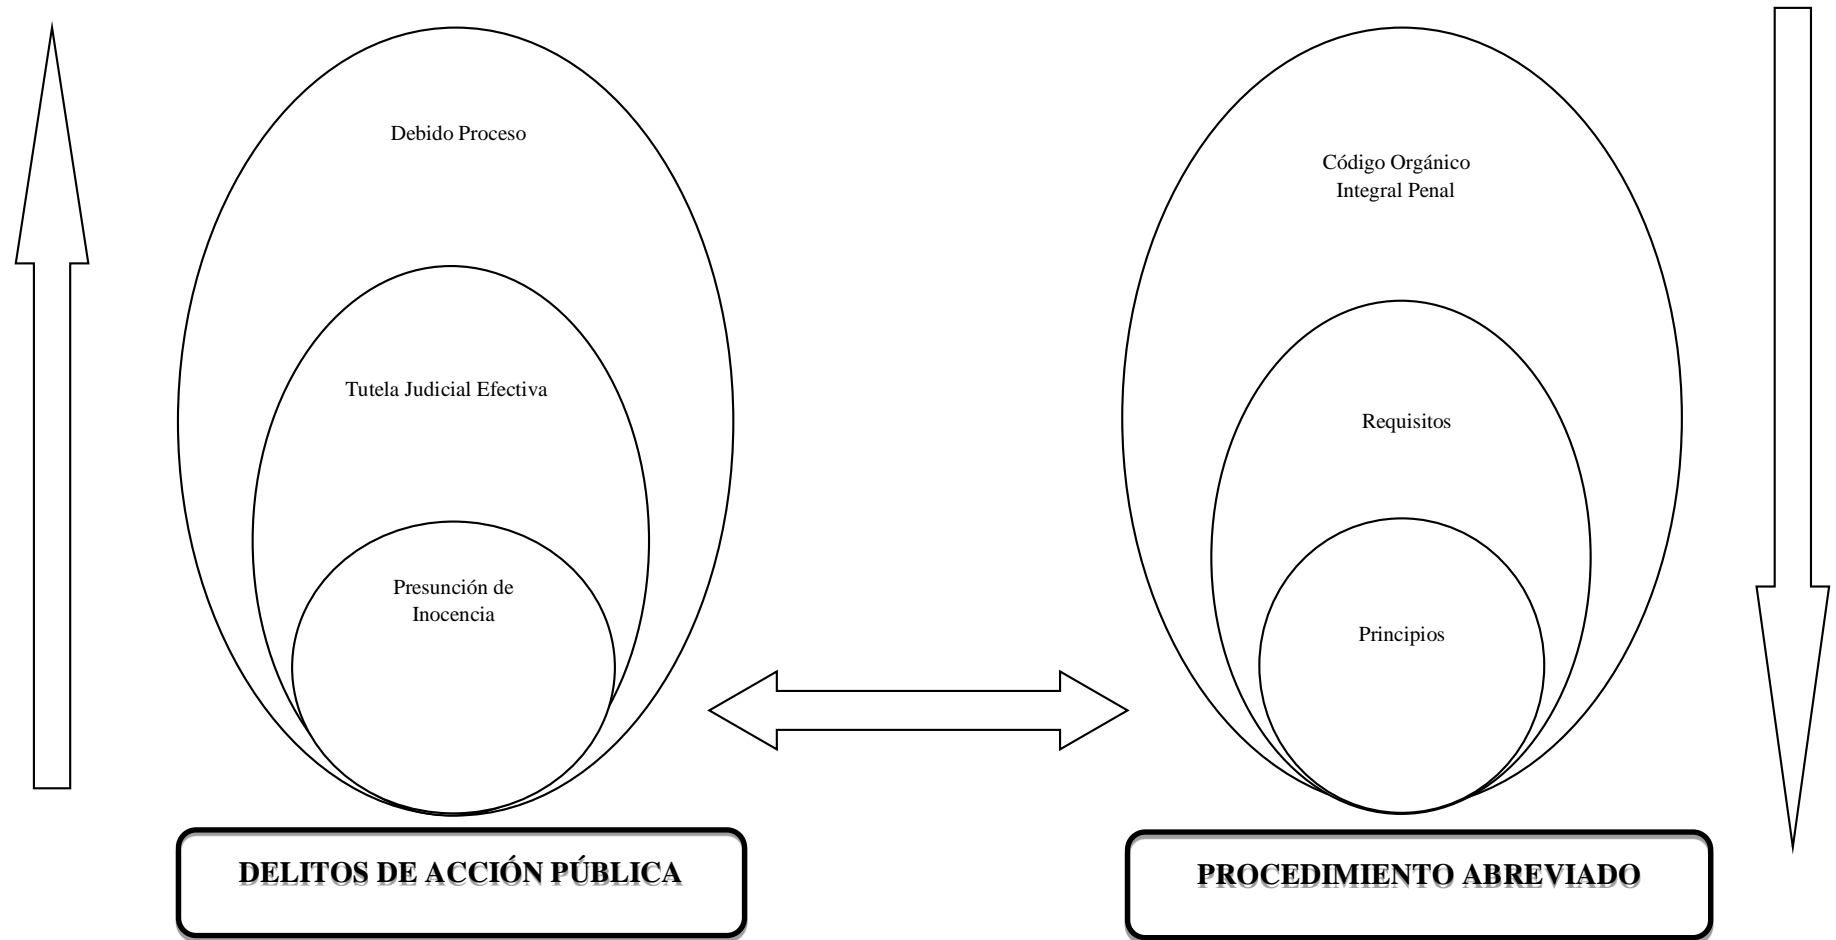 Debido Proceso
Tutela Judicial Efectiva
Presunción de
Inocencia
DELITOS DE ACCIÓN PÚBLICA
Código Orgánico
Integral Penal
Requisitos
Principios
PROCEDIMIENTO ABREVIADO